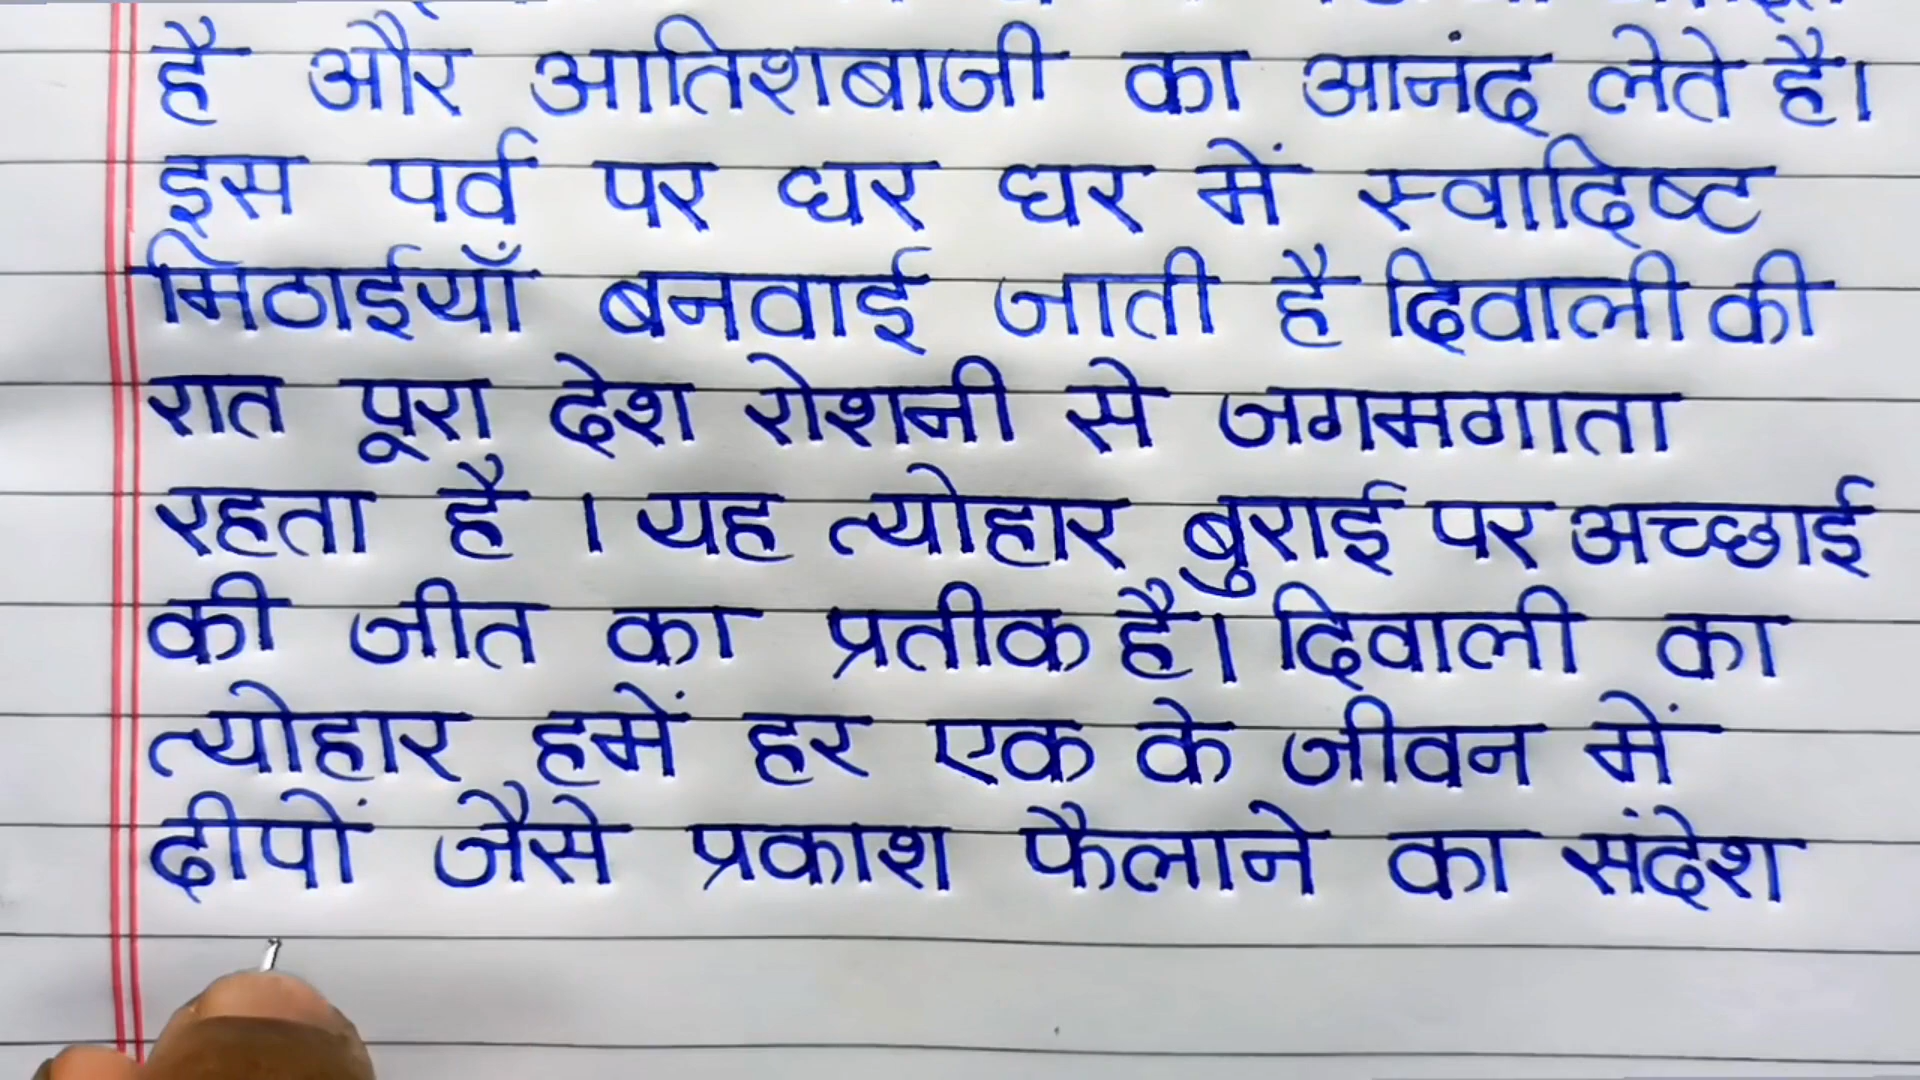 है और आतिशबाजी का आनंद लेते है।
इस पर्व पर घर घर में स्वादिष्ट
मिठाईयाँ बनवाई जाती है दिवाली की
रात पूरा देश रोशनी से जगमगाता
रहता है । यह त्योहार बुराई पर अच्छाई
की जीत का प्रतीक है। दिवाली का
त्योहार हमें हर एक के जीवन में
दीपों जैसे प्रकाश फैलाने का संदेश